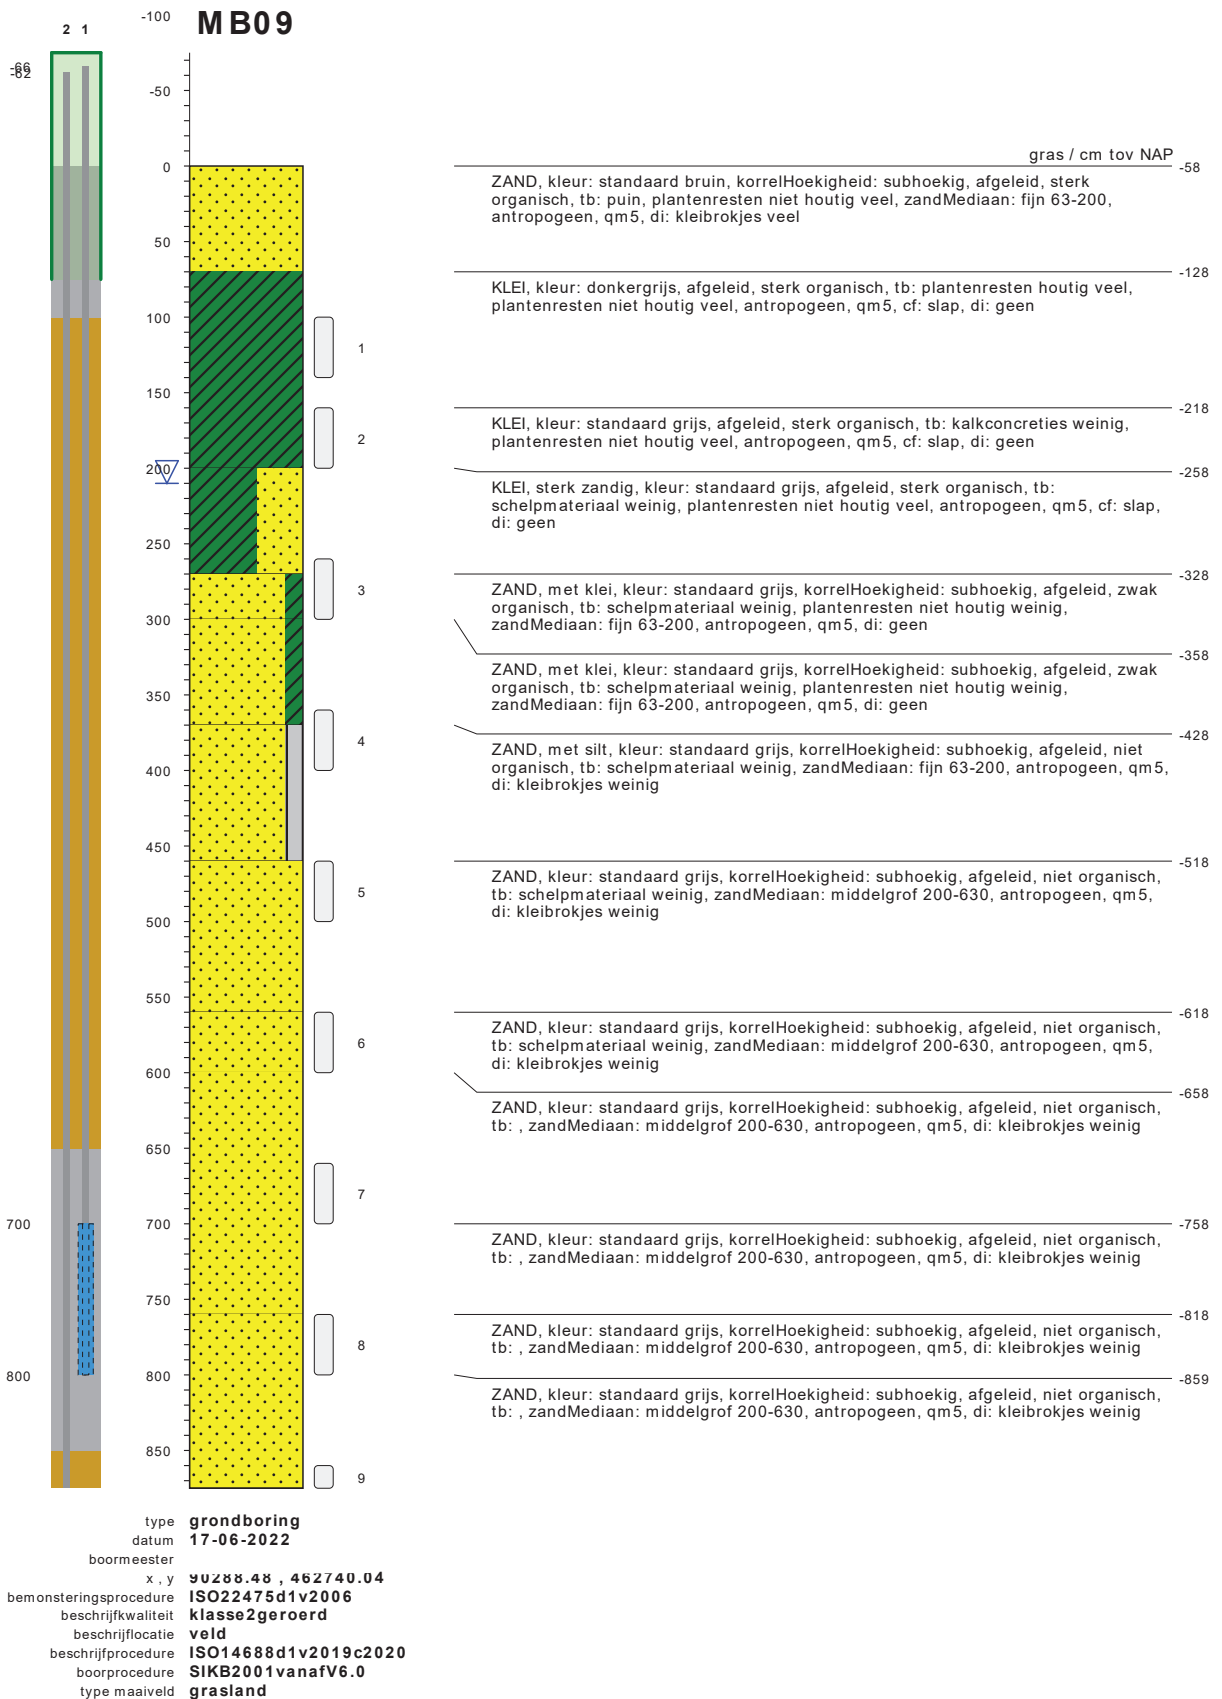 2 1
-100
MB09
-66
-62
-50
gras / cm tov NAP
0
-58
ZAND, kleur: standaard bruin, korrelHoekigheid: subhoekig, afgeleid, sterk
organisch, tb: puin, plantenresten niet houtig veel, zandMediaan: fijn 63-200,
antropogeen, qm5, di: kleibrokjes veel
50
-128
KLEI, kleur: donkergrijs, afgeleid, sterk organisch, tb: plantenresten houtig veel,
plantenresten niet houtig veel, antropogeen, qm5, cf: slap, di: geen
100
1
150
-218
KLEI, kleur: standaard grijs, afgeleid, sterk organisch, tb: kalkconcreties weinig,
plantenresten niet houtig veel, antropogeen, qm5, cf: slap, di: geen
2
200
-258
KLEI, sterk zandig, kleur: standaard grijs, afgeleid, sterk organisch, tb:
schelpmateriaal weinig, plantenresten niet houtig veel, antropogeen, qm5, cf: slap,
di: geen
250
-328
ZAND, met klei, kleur: standaard grijs, korrelHoekigheid: subhoekig, afgeleid, zwak
organisch, tb: schelpmateriaal weinig, plantenresten niet houtig weinig,
zandMediaan: fijn 63-200, antropogeen, qm5, di: geen
3
300
-358
ZAND, met klei, kleur: standaard grijs, korrelHoekigheid: subhoekig, afgeleid, zwak
organisch, tb: schelpmateriaal weinig, plantenresten niet houtig weinig,
zandMediaan: fijn 63-200, antropogeen, qm5, di: geen
350
-428
4
ZAND, met silt, kleur: standaard grijs, korrelHoekigheid: subhoekig, afgeleid, niet
organisch, tb: schelpmateriaal weinig, zandMediaan: fijn 63-200, antropogeen, qm5,
di: kleibrokjes weinig
400
450
-518
ZAND, kleur: standaard grijs, korrelHoekigheid: subhoekig, afgeleid, niet organisch,
tb: schelpmateriaal weinig, zandMediaan: middelgrof 200-630, antropogeen, qm5,
di: kleibrokjes weinig
5
500
550
-618
ZAND, kleur: standaard grijs, korrelHoekigheid: subhoekig, afgeleid, niet organisch,
tb: schelpmateriaal weinig, zandMediaan: middelgrof 200-630, antropogeen, qm5,
di: kleibrokjes weinig
6
600
-658
ZAND, kleur: standaard grijs, korrelHoekigheid: subhoekig, afgeleid, niet organisch,
tb: , zandMediaan: middelgrof 200-630, antropogeen, qm5, di: kleibrokjes weinig
650
7
700
700
-758
ZAND, kleur: standaard grijs, korrelHoekigheid: subhoekig, afgeleid, niet organisch,
tb: , zandMediaan: middelgrof 200-630, antropogeen, qm5, di: kleibrokjes weinig
750
-818
ZAND, kleur: standaard grijs, korrelHoekigheid: subhoekig, afgeleid, niet organisch,
tb: , zandMediaan: middelgrof 200-630, antropogeen, qm5, di: kleibrokjes weinig
8
800
800
-859
ZAND, kleur: standaard grijs, korrelHoekigheid: subhoekig, afgeleid, niet organisch,
tb: , zandMediaan: middelgrof 200-630, antropogeen, qm5, di: kleibrokjes weinig
850
9
type grondboring
datum 17-06-2022
boormeester
x , y 90288.48 , 462740.04
bemonsteringsprocedure ISO22475d1v2006
beschrijfkwaliteit klasse2geroerd
beschrijflocatie veld
beschrijfprocedure ISO14688d1v2019c2020
boorprocedure SIKB2001vanafV6.0
type maaiveld grasland